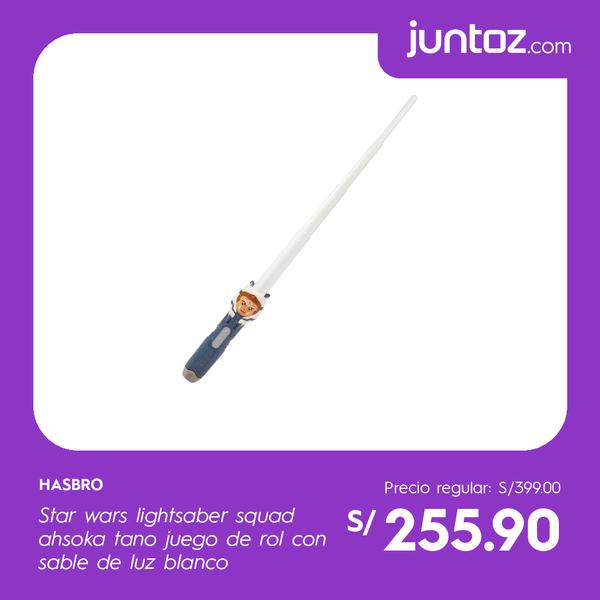 juntoz.com
HASBRO
Star wars lightsaber squad
ahsoka tano juego de rol con
sable de luz blanco
Precio regular: S/399.00
S/ 255.90